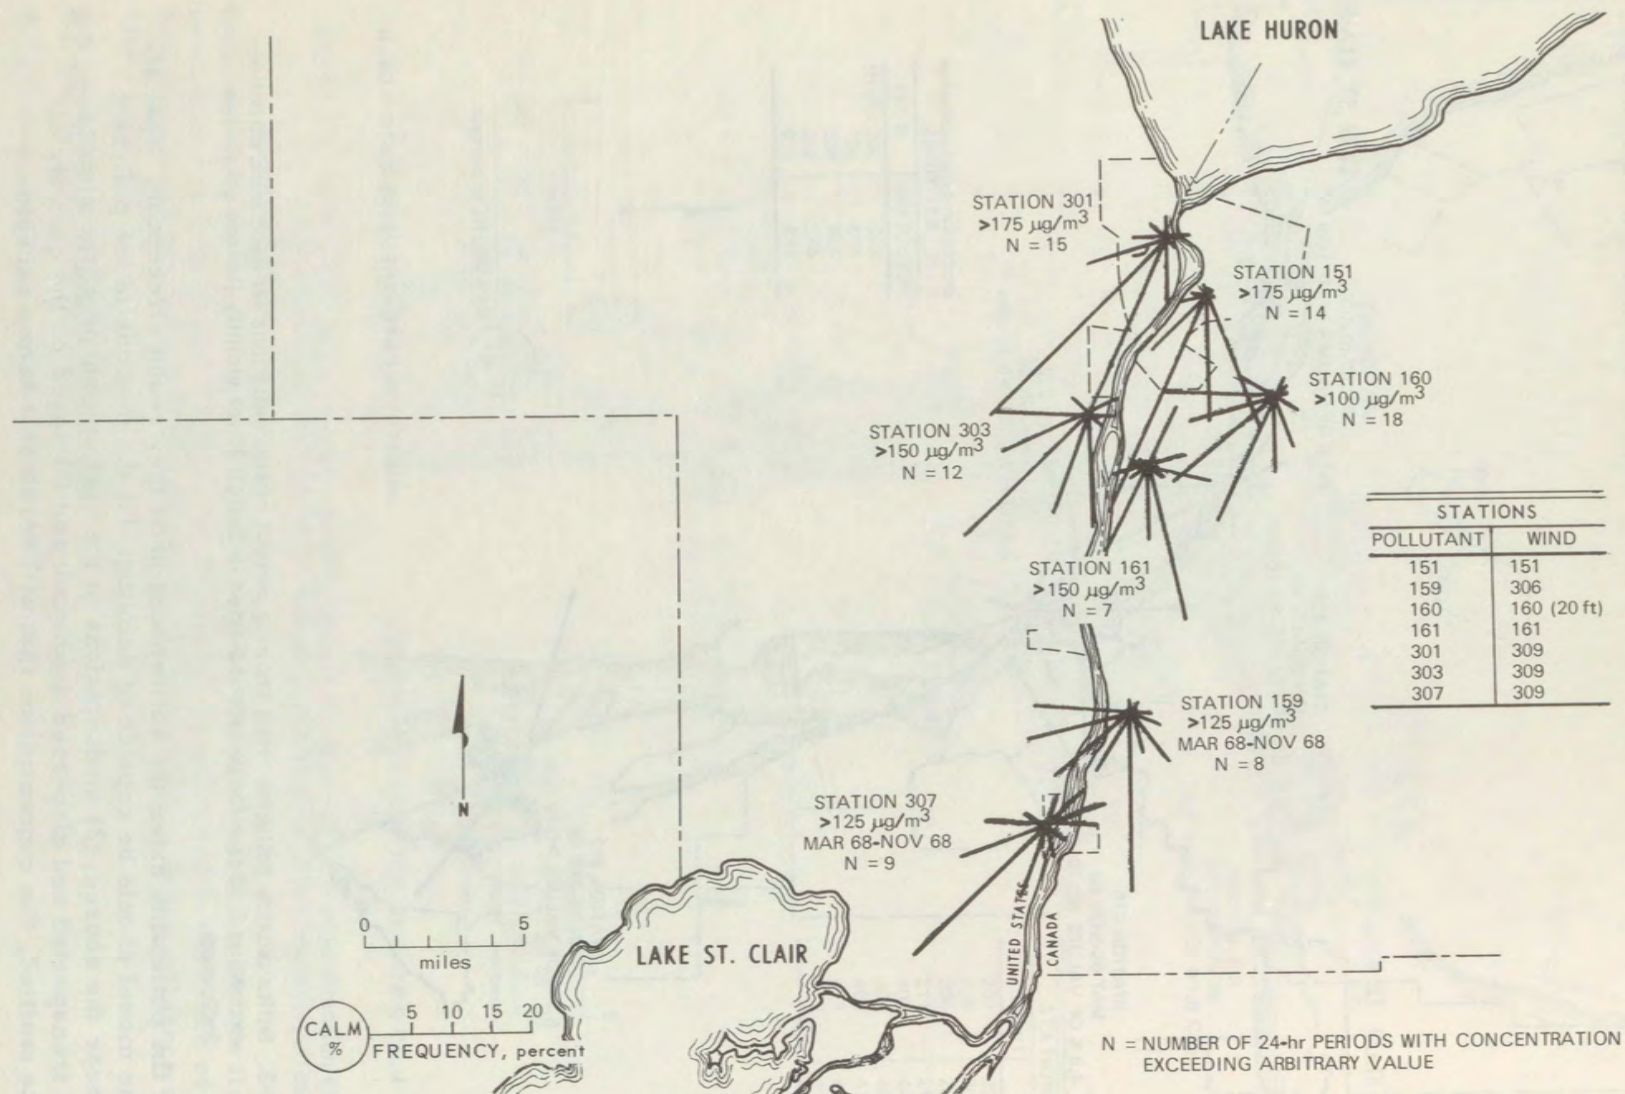 LAKE HURON
STATION 301
>175 µg/m³
N = 15
STATION 151
>175 µg/m³
N = 14
STATION 160
>100 µg/m³
N = 18
STATION 303
>150 µg/m³
N = 12
STATION 161
>150 µg/m³
N = 7
STATIONS
POLLUTANT WIND
151 151
159 306
160 160 (20 ft)
161 161
301 309
303 309
307 309
N
STATION 159
>125 µg/m³
MAR 68-NOV 68
N = 8
STATION 307
>125 µg/m³
MAR 68-NOV 68
N = 9
UNITED STATES
CANADA
0 5
miles
LAKE ST. CLAIR
CALM
%
5 10 15 20
FREQUENCY, percent
N = NUMBER OF 24-hr PERIODS WITH CONCENTRATION
EXCEEDING ARBITRARY VALUE